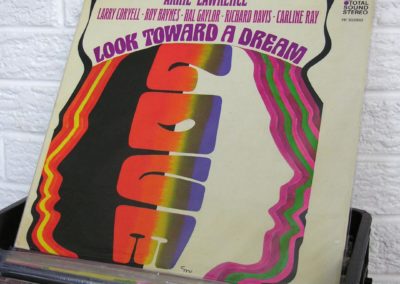 ARNIE LAWRENCE
LARRY CORYELL · ROY HAYNES · HAL GAYLOR · RICHARD DAVIS · CARLINE RAY
LOOK TOWARD A DREAM
TOTAL
SOUND
STEREO